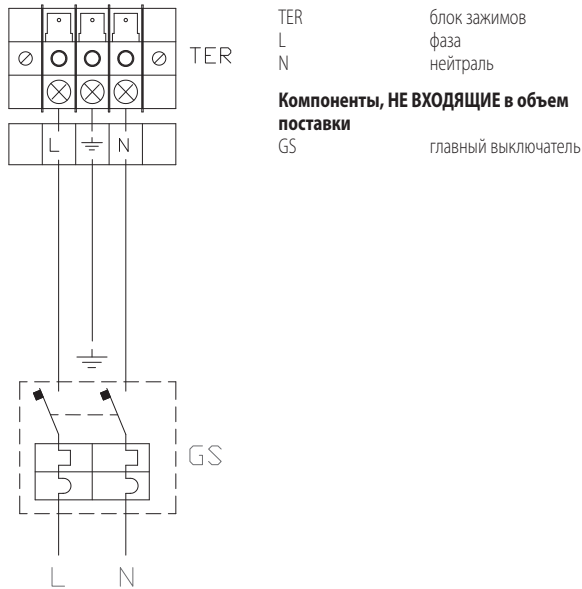 TER
L N
GS
L N
TER блок зажимов
L фаза
N нейтраль
Компоненты, НЕ ВХОДЯЩИЕ в объем
поставки
GS главный выключатель